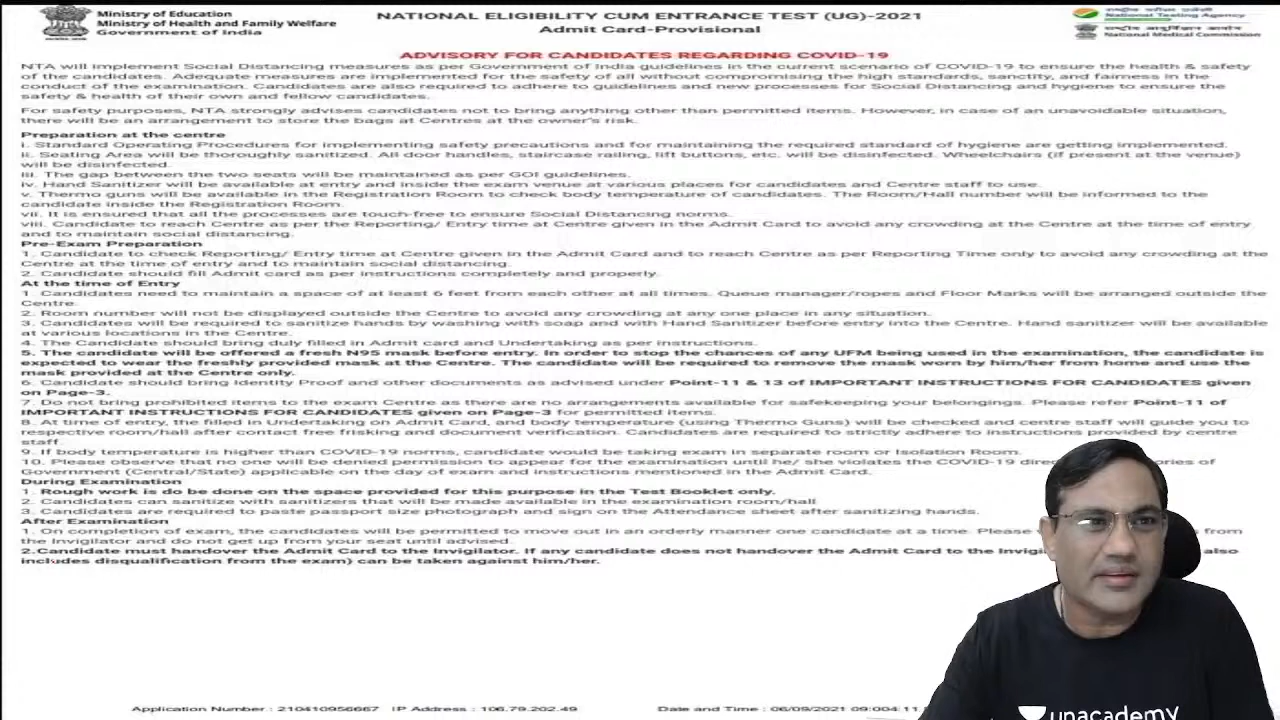 Ministry of Education
Ministry of Health and Family Welfare
Government of India
NATIONAL ELIGIBILITY CUM ENTRANCE TEST (UG)-2021
Admit Card-Provisional
National Testing Agency
National Medical Commission
ADVISORY FOR CANDIDATES REGARDING COVID-19
NTA will implement Social Distancing measures as per Government of India guidelines in the current scenario of COVID-19 to ensure the health & safety
of the candidates. Adequate measures are implemented for the safety of all without compromising the high standards, sanctity, and fairness in the
conduct of the examination. Candidates are also required to adhere to guidelines and new processes for Social Distancing and hygiene to ensure the
safety & health of their own and fellow candidates.
For safety purposes, NTA strongly advises candidates not to bring anything other than permitted items. However, in case of an unavoidable situation,
there will be an arrangement to store the bags at Centres at the owner's risk.
Preparation at the centre
i. Standard Operating Procedures for implementing safety precautions and for maintaining the required standard of hygiene are getting implemented.
ii. Seating Area will be thoroughly sanitized. All door handles, staircase railing, lift buttons, etc. will be disinfected. Wheelchairs (if present at the venue)
will be disinfected.
iii. The gap between the two seats will be maintained as per GOI guidelines.
iv. Hand Sanitizer will be available at entry and inside the exam venue at various places for candidates and Centre staff to use.
v. Thermo guns will be available in the Registration Room to check body temperature of candidates. The Room/Hall number will be informed to the
candidate inside the Registration Room.
vii. It is ensured that all the processes are touch-free to ensure Social Distancing norms.
viii. Candidate to reach Centre as per the Reporting/ Entry time at Centre given in the Admit Card to avoid any crowding at the Centre at the time of entry
and to maintain social distancing.
Pre-Exam Preparation
1. Candidate to check Reporting/ Entry time at Centre given in the Admit Card and to reach Centre as per Reporting Time only to avoid any crowding at the
Centre at the time of entry and to maintain social distancing.
2. Candidate should fill Admit card as per instructions completely and properly.
At the time of Entry
1. Candidates need to maintain a space of at least 6 feet from each other at all times. Queue manager/ropes and Floor Marks will be arranged outside the
Centre.
2. Room number will not be displayed outside the Centre to avoid any crowding at any one place in any situation.
3. Candidates will be required to sanitize hands by washing with soap and with Hand Sanitizer before entry into the Centre. Hand sanitizer will be available
at various locations in the Centre.
4. The Candidate should bring duly filled in Admit card and Undertaking as per instructions.
5. The candidate will be offered as fresh N95 mask before entry. In order to stop the chances of any UFM being used in the examination, the candidate is
expected to wear the freshly provided mask at the Centre. The candidate will be required to remove the mask worn by him/her from home and use the
mask provided at the Centre only.
6. Candidate should bring Identity Proof and other documents as advised under Point-11 & 13 of IMPORTANT INSTRUCTIONS FOR CANDIDATES given
on Page-3.
7. Do not bring prohibited items to the exam Centre as there are no arrangements available for safekeeping your belongings. Please refer Point-11 of
IMPORTANT INSTRUCTIONS FOR CANDIDATES given on Page-3 for permitted items.
8. At time of entry, the filled in Undertaking on Admit Card, and body temperature (using Thermo Guns) will be checked and centre staff will guide you to
respective room/hall after contact free frisking and document verification. Candidates are required to strictly adhere to instructions provided by centre
staff.
9. If body temperature is higher than COVID-19 norms, candidate would be taking exam in separate room or Isolation Room.
10. Please observe that no one will be denied permission to appear for the examination until he/ she violates the COVID-19 of
Government (Central/State) applicable on the day of exam and instructions mentioned in the Admit Card.
During Examination
1. Rough work is do be done on the space provided for this purpose in the Test Booklet only.
2. Candidates can sanitize with sanitizers that will be made available in the examination room/hall
3. Candidates are required to paste passport size photograph and sign on the Attendance sheet after sanitizing hands.
After Examination
1. On completion of exam, the candidates will be permitted to move out in an orderly manner one candidate at a time. Please from
the Invigilator and do not get up from your seat until advised.
2.Candidate must handover the Admit Card to the Invigilator. If any candidate does not handover the Admit Card to the also
includes disqualification from the exam) can be taken against him/her.
unacademy